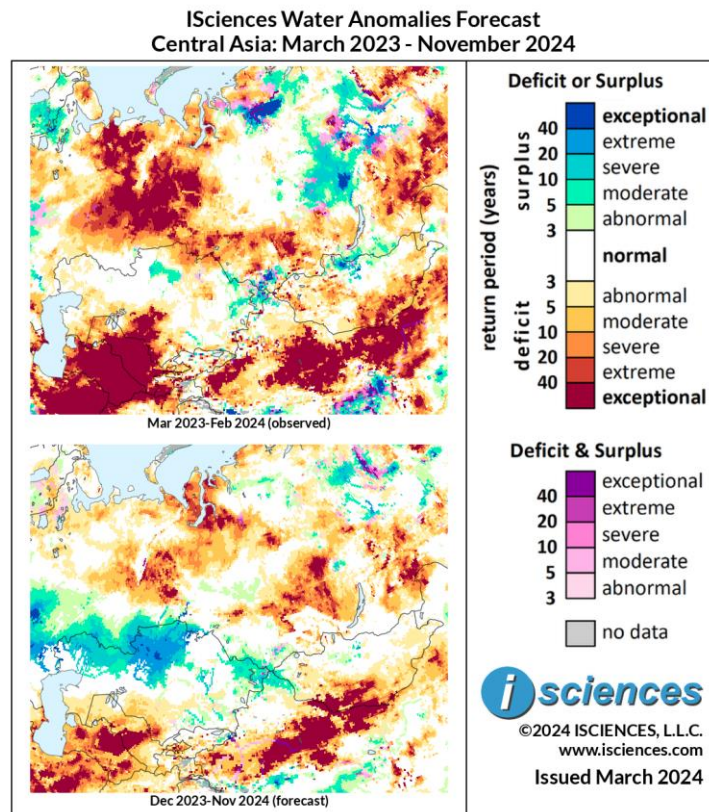 ISciences Water Anomalies Forecast
Central Asia: March 2023 - November 2024
Mar 2023-Feb 2024 (observed)
Dec 2023-Nov 2024 (forecast)
Deficit or Surplus
return period (years)
deficit surplus
40 exceptional
20 extreme
10 severe
5 moderate
3 abnormal
normal
3 abnormal
5 moderate
10 severe
20 extreme
40 exceptional
Deficit & Surplus
40 exceptional
20 extreme
10 severe
5 moderate
3 abnormal
no data
i sciences
©2024 ISCIENCES, L.L.C.
www.isciences.com
Issued March 2024